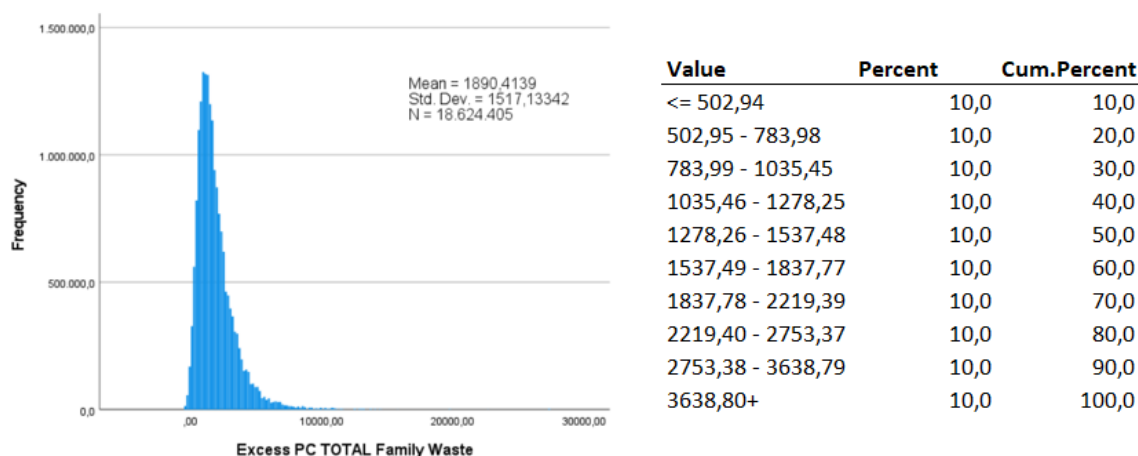 1.500.000,0
1.000.000,0
500.000,0
0,0
Frequency
Mean = 1890,4139
Std. Dev. = 1517,13342
N = 18.624.405
,00
10000,00
20000,00
30000,00
Excess PC TOTAL Family Waste
Value Percent Cum.Percent
<= 502,94 10,0 10,0
502,95 - 783,98 10,0 20,0
783,99 - 1035,45 10,0 30,0
1035,46 - 1278,25 10,0 40,0
1278,26 - 1537,48 10,0 50,0
1537,49 - 1837,77 10,0 60,0
1837,78 - 2219,39 10,0 70,0
2219,40 - 2753,37 10,0 80,0
2753,38 - 3638,79 10,0 90,0
3638,80+ 10,0 100,0